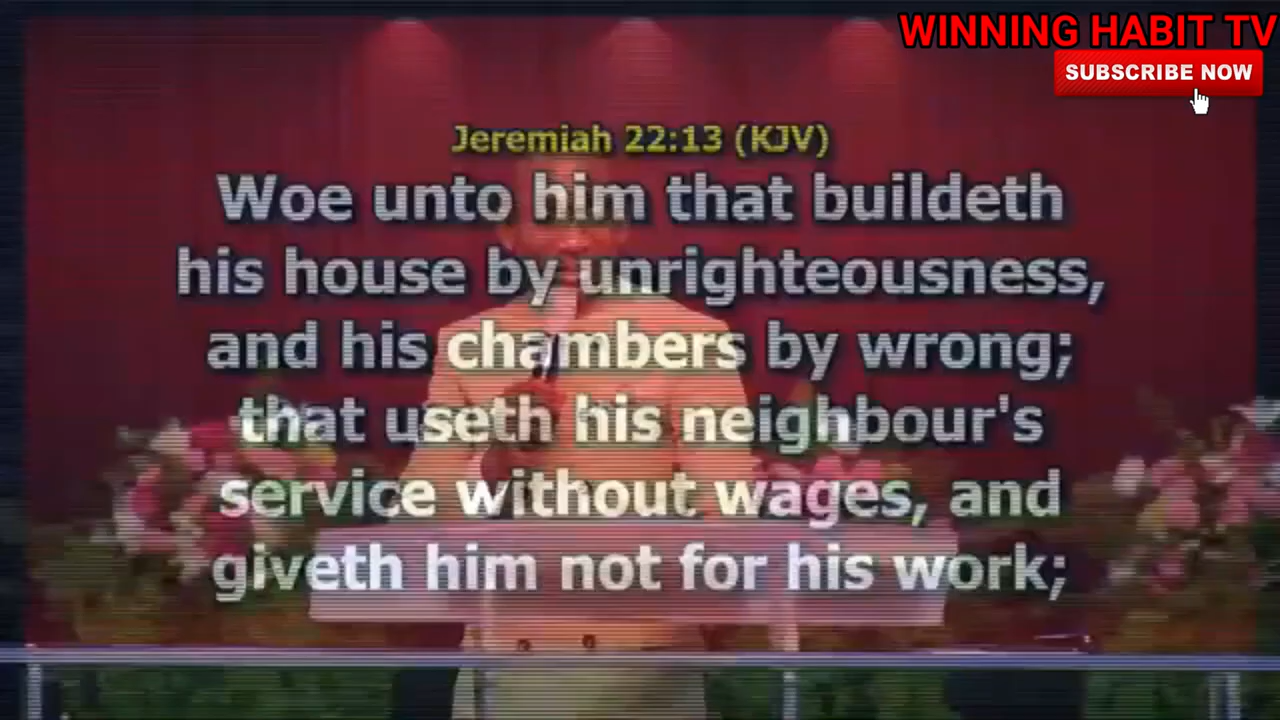 WINNING HABIT TV
SUBSCRIBE NOW
Jeremiah 22:13 (KJV)
Woe unto him that buildeth
his house by unrighteousness,
and his chambers by wrong;
that useth his neighbour's
service without wages, and
giveth him not for his work;